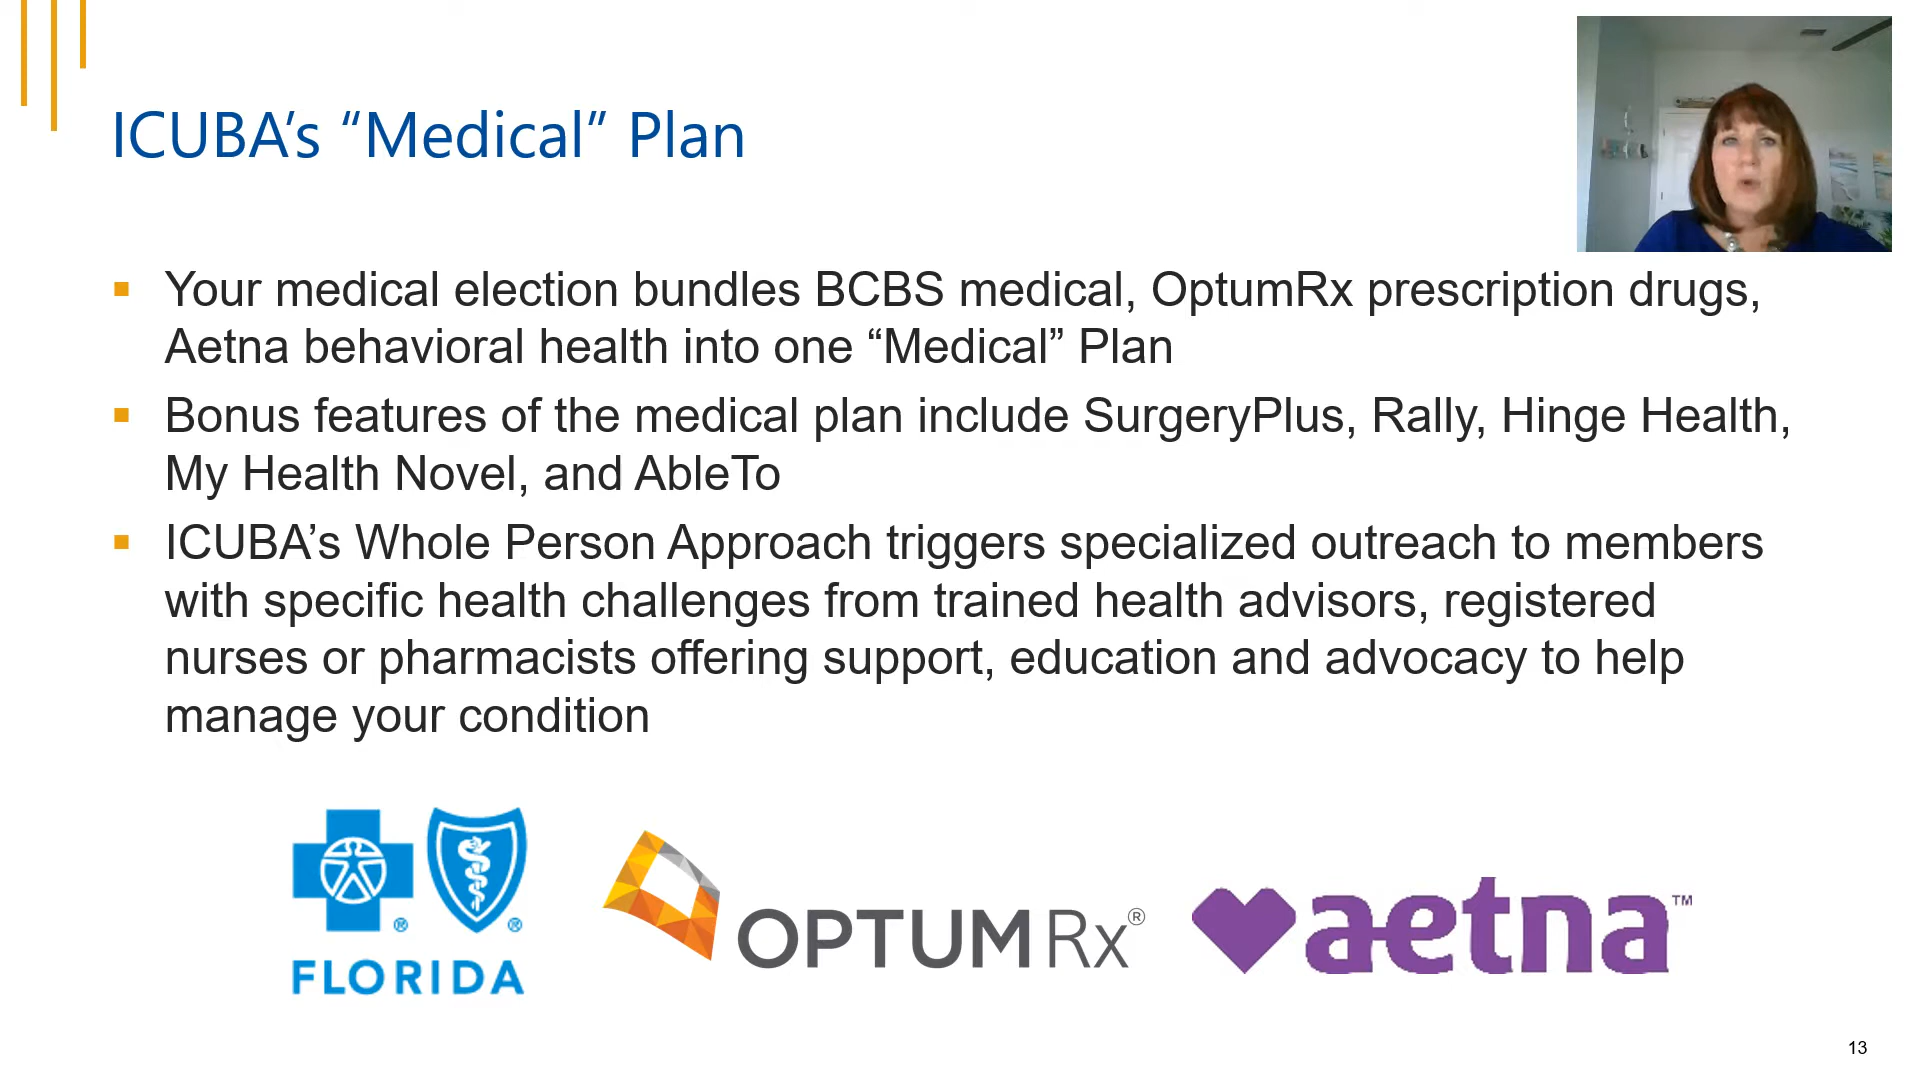 ICUBA’s “Medical” Plan
Your medical election bundles BCBS medical, OptumRx prescription drugs,
Aetna behavioral health into one “Medical” Plan
Bonus features of the medical plan include SurgeryPlus, Rally, Hinge Health,
My Health Novel, and AbleTo
ICUBA’s Whole Person Approach triggers specialized outreach to members
with specific health challenges from trained health advisors, registered
nurses or pharmacists offering support, education and advocacy to help
manage your condition
® ®
FLORIDA
OPTUMRx®
aetna™
13